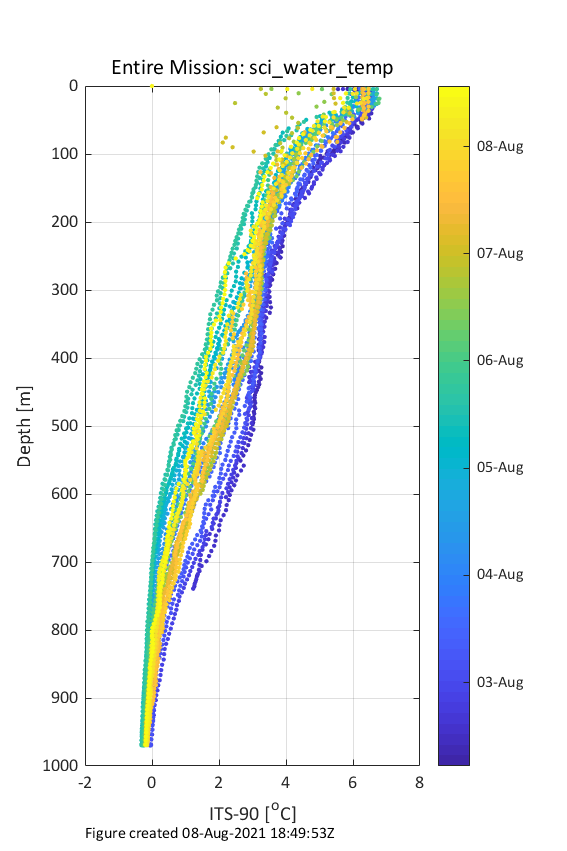 Entire Mission: sci_water_temp
0
100
200
300
400
500
600
700
800
900
1000
Depth [m]
-2 0 2 4 6 8
ITS-90 [°C]
Figure created 08-Aug-2021 18:49:53Z
08-Aug
07-Aug
06-Aug
05-Aug
04-Aug
03-Aug